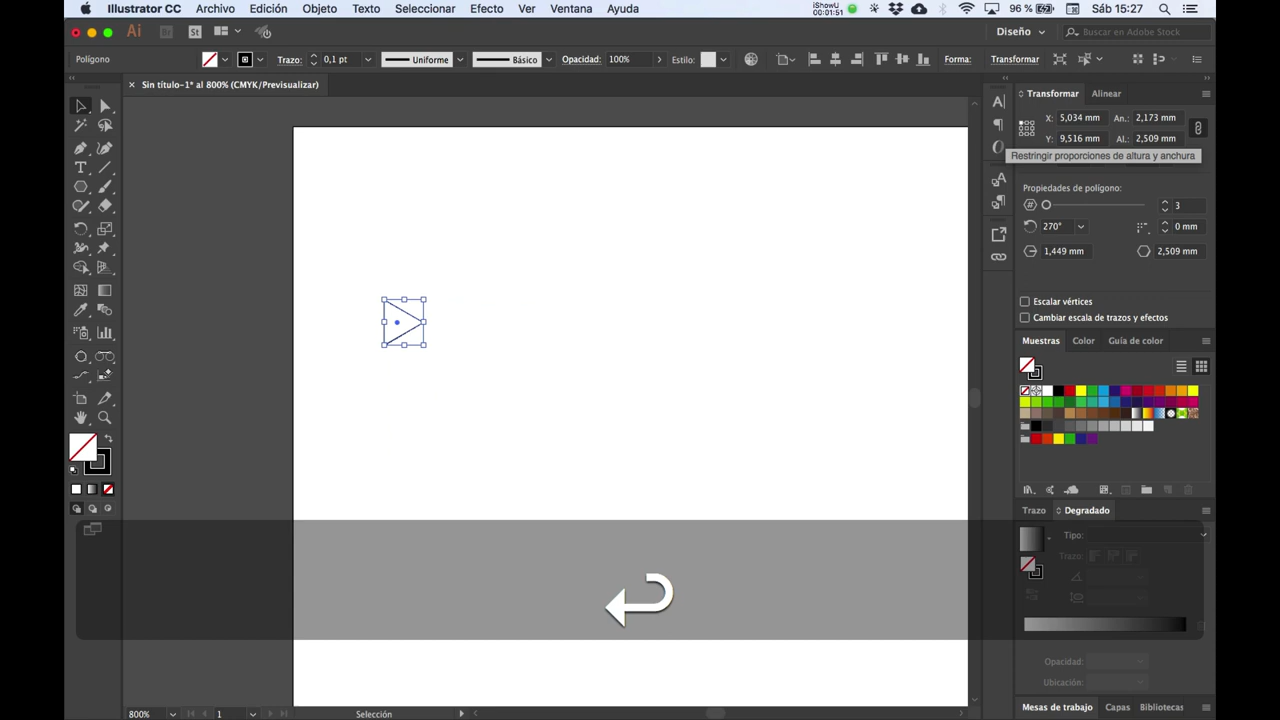 Illustrator CC Archivo Edición Objeto Texto Seleccionar Efecto Ver Ventana Ayuda iShowU 00:01:51 96 % Sáb 15:27
Ai Br St Diseño Buscar en Adobe Stock
Polígono Trazo: 0,1 pt Uniforme Básico Opacidad: 100% Estilo: Forma: Transformar
× Sin título-1* al 800% (CMYK/Previsualizar)
Transformar Alinear
X: 5,034 mm An.: 2,173 mm
Y: 9,516 mm Al.: 2,509 mm
Restringir proporciones de altura y anchura
Propiedades de polígono:
3
270° 0 mm
1,449 mm 2,509 mm
Escalar vértices
Cambiar escala de trazos y efectos
Muestras Color Guía de color
Trazo Degradado
Tipo:
Trazo:
Opacidad:
Ubicación:
Mesas de trabajo Capas Bibliotecas
800% 1 Selección